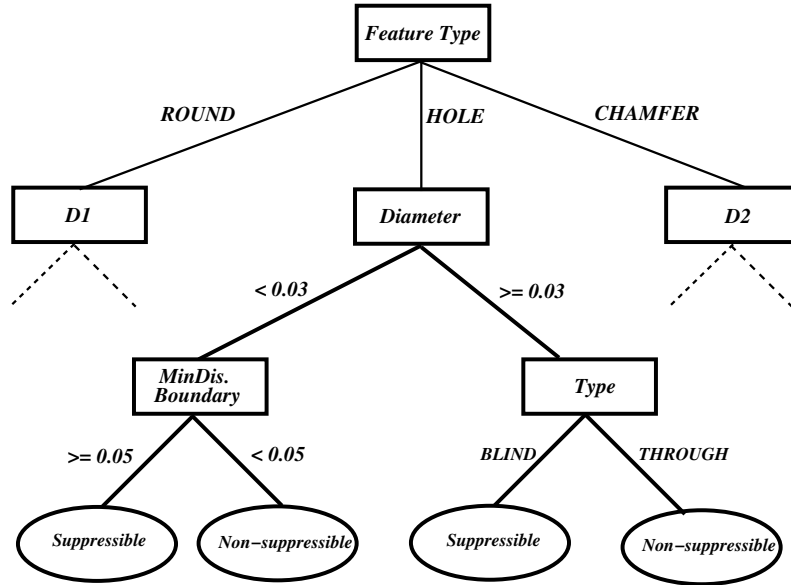 Feature Type
ROUND
HOLE
CHAMFER
D1
Diameter
D2
< 0.03
>= 0.03
MinDis.
Boundary
Type
>= 0.05
< 0.05
BLIND
THROUGH
Suppressible
Non-suppressible
Suppressible
Non-suppressible